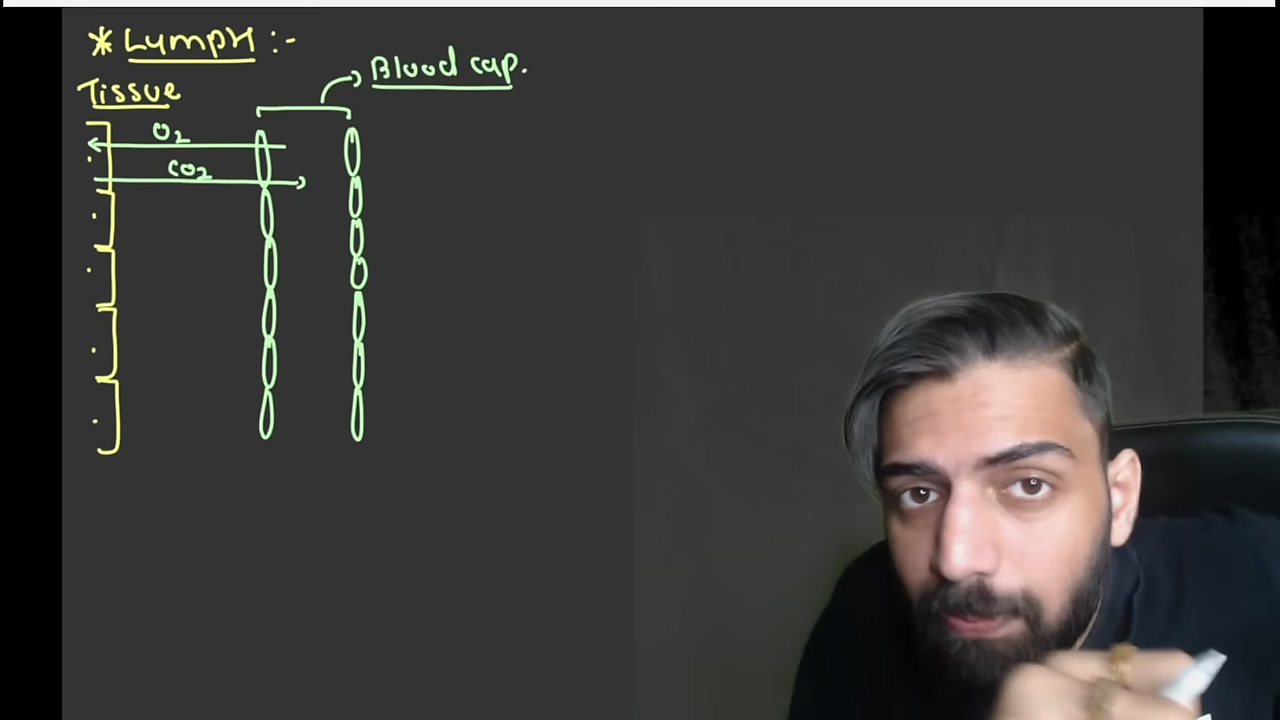 * Lymph :-
Blood cap.
Tissue
O2
CO2